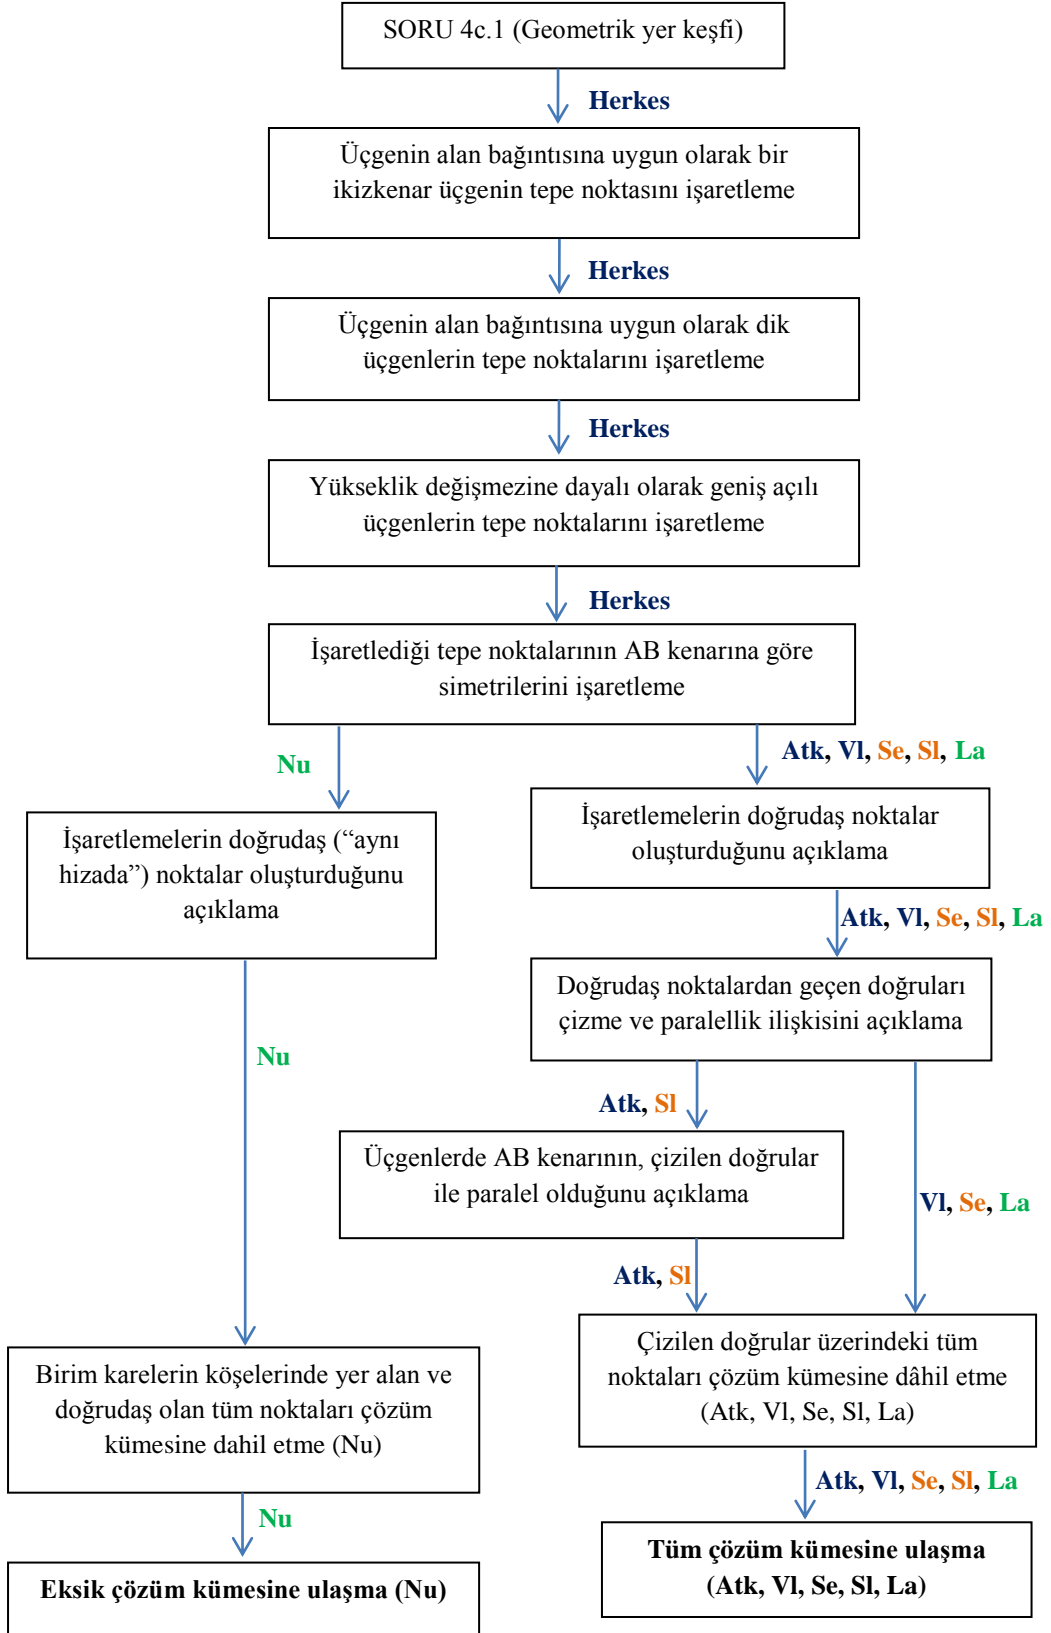 SORU 4c.1 (Geometrik yer keşfi)
Herkes
Üçgenin alan bağıntısına uygun olarak bir
ikizkenar üçgenin tepe noktasını işaretleme
Herkes
Üçgenin alan bağıntısına uygun olarak dik
üçgenlerin tepe noktalarını işaretleme
Herkes
Yükseklik değişmezine dayalı olarak geniş açılı
üçgenlerin tepe noktalarını işaretleme
Herkes
İşaretlediği tepe noktalarının AB kenarına göre
simetrilerini işaretleme
Nu
Atk, Vl, Se, Sl, La
İşaretlemelerin doğrudaş (“aynı
hizada”) noktalar oluşturduğunu
açıklama
İşaretlemelerin doğrudaş noktalar
oluşturduğunu açıklama
Atk, Vl, Se, Sl, La
Doğrudaş noktalardan geçen doğruları
çizme ve paralellik ilişkisini açıklama
Nu
Atk, Sl
Üçgenlerde AB kenarının, çizilen doğrular
ile paralel olduğunu açıklama
Vl, Se, La
Atk, Sl
Birim karelerin köşelerinde yer alan ve
doğrudaş olan tüm noktaları çözüm
kümesine dahil etme (Nu)
Çizilen doğrular üzerindeki tüm
noktaları çözüm kümesine dâhil etme
(Atk, Vl, Se, Sl, La)
Nu
Atk, Vl, Se, Sl, La
Eksik çözüm kümesine ulaşma (Nu)
Tüm çözüm kümesine ulaşma
(Atk, Vl, Se, Sl, La)